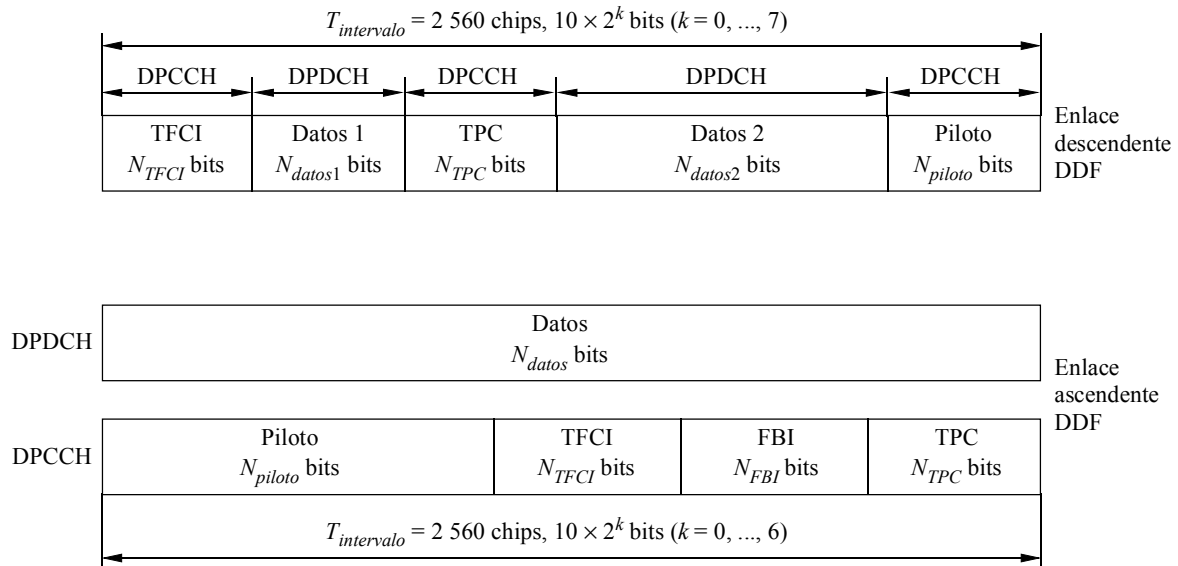 T_intervalo = 2 560 chips, 10 × 2^k bits (k = 0, ..., 7)
DPCCH DPDCH DPCCH DPDCH DPCCH
TFCI Datos 1 TPC Datos 2 Piloto
N_TFCI bits N_datos1 bits N_TPC bits N_datos2 bits N_piloto bits
Enlace
descendente
DDF
DPDCH
Datos
N_datos bits
Enlace
ascendente
DDF
DPCCH
Piloto TFCI FBI TPC
N_piloto bits N_TFCI bits N_FBI bits N_TPC bits
T_intervalo = 2 560 chips, 10 × 2^k bits (k = 0, ..., 6)